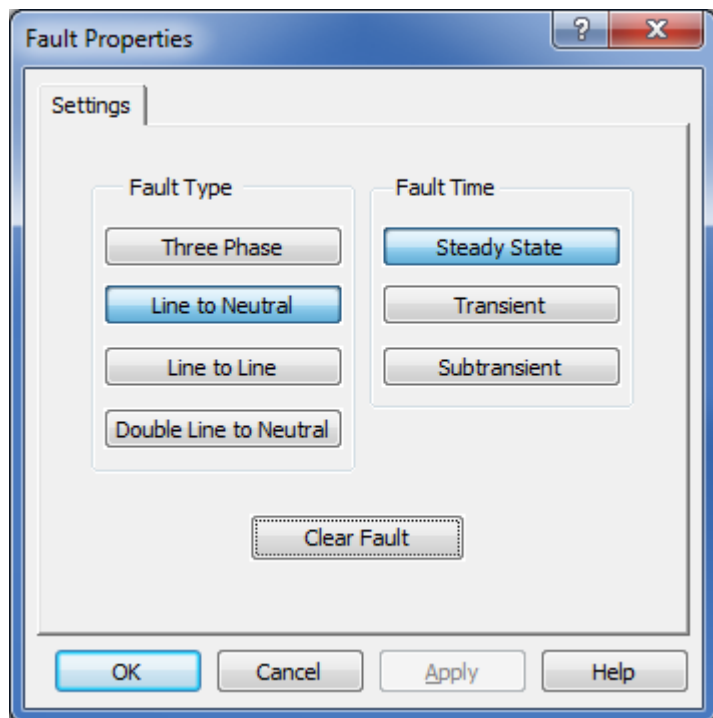 Fault Properties
?
X
Settings
Fault Type
Three Phase
Line to Neutral
Line to Line
Double Line to Neutral
Fault Time
Steady State
Transient
Subtransient
Clear Fault
OK
Cancel
Apply
Help